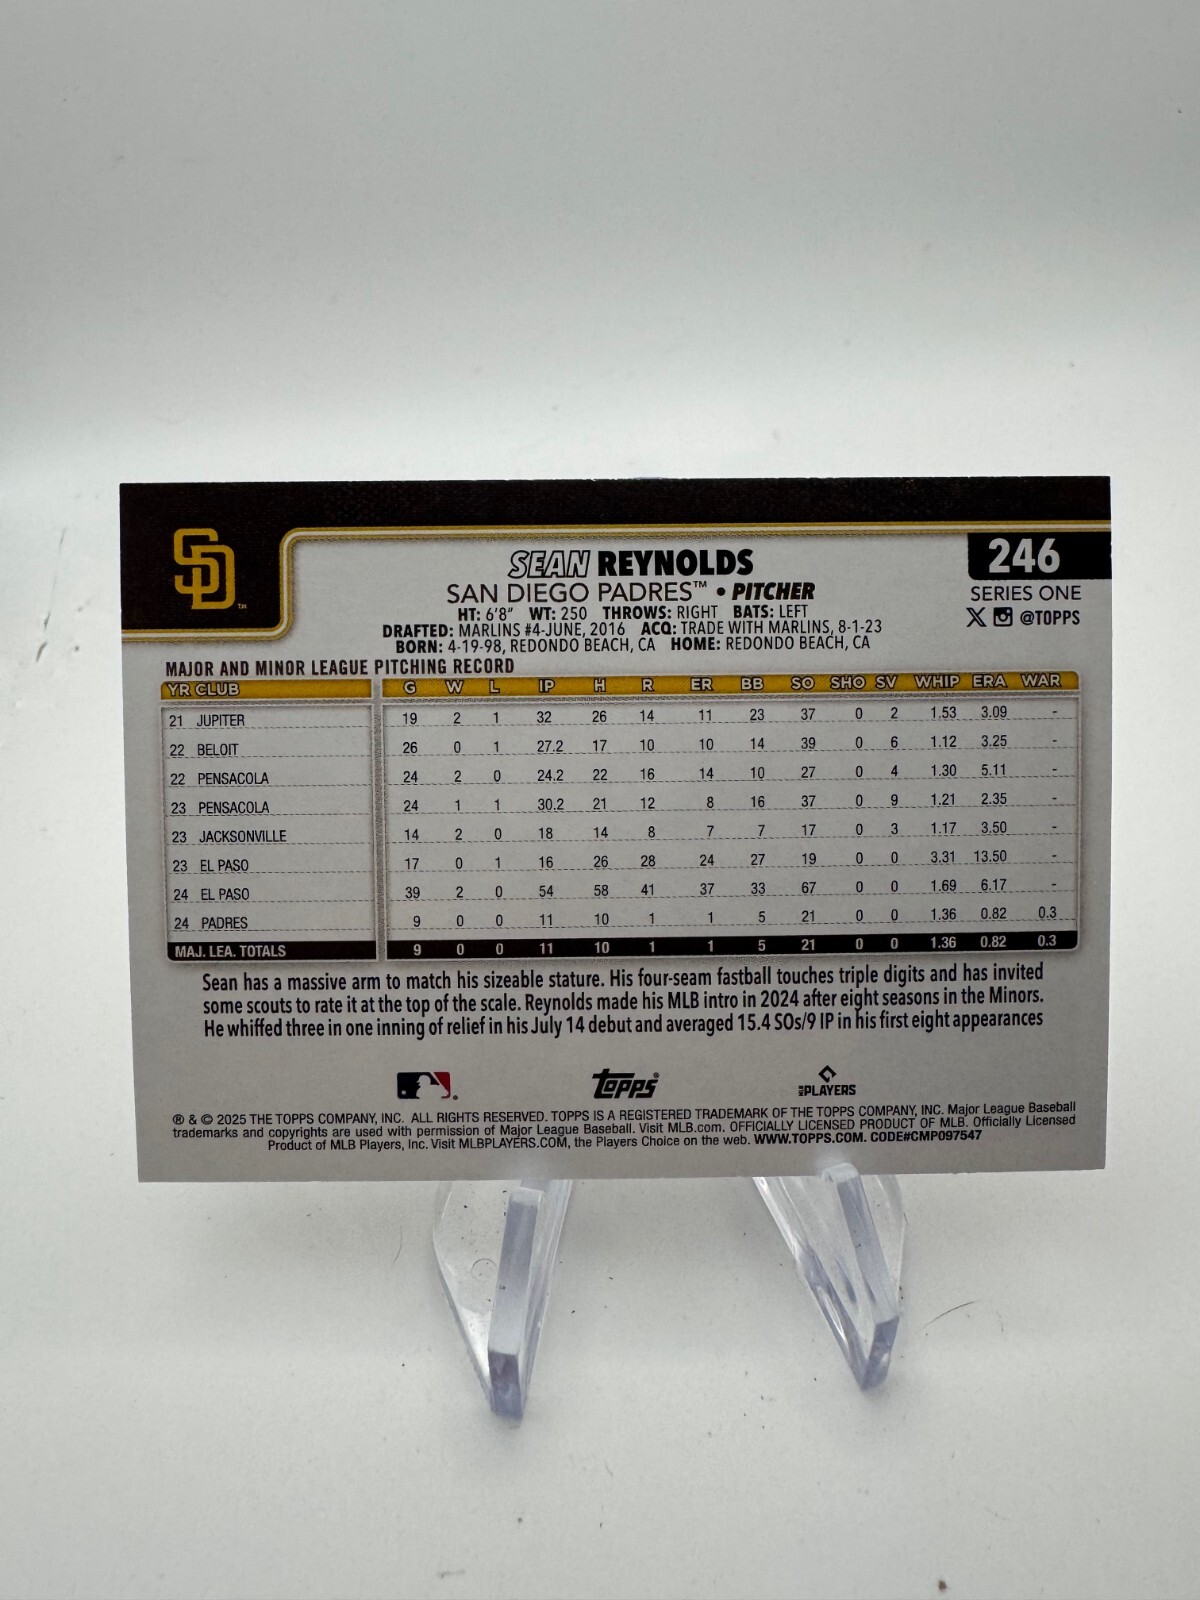 SD™
SEAN REYNOLDS
246
SAN DIEGO PADRES™ • PITCHER
SERIES ONE
HT: 6'8" WT: 250 THROWS: RIGHT BATS: LEFT
X @TOPPS
DRAFTED: MARLINS #4-JUNE, 2016 ACQ: TRADE WITH MARLINS, 8-1-23
BORN: 4-19-98, REDONDO BEACH, CA HOME: REDONDO BEACH, CA
MAJOR AND MINOR LEAGUE PITCHING RECORD
YR CLUB G W L IP H R ER BB SO SHO SV WHIP ERA WAR
21 JUPITER 19 2 1 32 26 14 11 23 37 0 2 1.53 3.09 -
22 BELOIT 26 0 1 27.2 17 10 10 14 39 0 6 1.12 3.25 -
22 PENSACOLA 24 2 0 24.2 22 16 14 10 27 0 4 1.30 5.11 -
23 PENSACOLA 24 1 1 30.2 21 12 8 16 37 0 9 1.21 2.35 -
23 JACKSONVILLE 14 2 0 18 14 8 7 7 17 0 3 1.17 3.50 -
23 EL PASO 17 0 1 16 26 28 24 27 19 0 0 3.31 13.50 -
24 EL PASO 39 2 0 54 58 41 37 33 67 0 0 1.69 6.17 -
24 PADRES 9 0 0 11 10 1 1 5 21 0 0 1.36 0.82 0.3
MAJ. LEA. TOTALS 9 0 0 11 10 1 1 5 21 0 0 1.36 0.82 0.3
Sean has a massive arm to match his sizeable stature. His four-seam fastball touches triple digits and has invited
some scouts to rate it at the top of the scale. Reynolds made his MLB intro in 2024 after eight seasons in the Minors.
He whiffed three in one inning of relief in his July 14 debut and averaged 15.4 SOs/9 IP in his first eight appearances
topps®
MLB PLAYERS
® & © 2025 THE TOPPS COMPANY, INC. ALL RIGHTS RESERVED. TOPPS IS A REGISTERED TRADEMARK OF THE TOPPS COMPANY, INC. Major League Baseball
trademarks and copyrights are used with permission of Major League Baseball. Visit MLB.com. OFFICIALLY LICENSED PRODUCT OF MLB. Officially Licensed
Product of MLB Players, Inc. Visit MLBPLAYERS.COM, the Players Choice on the web. WWW.TOPPS.COM. CODE#CMP097547